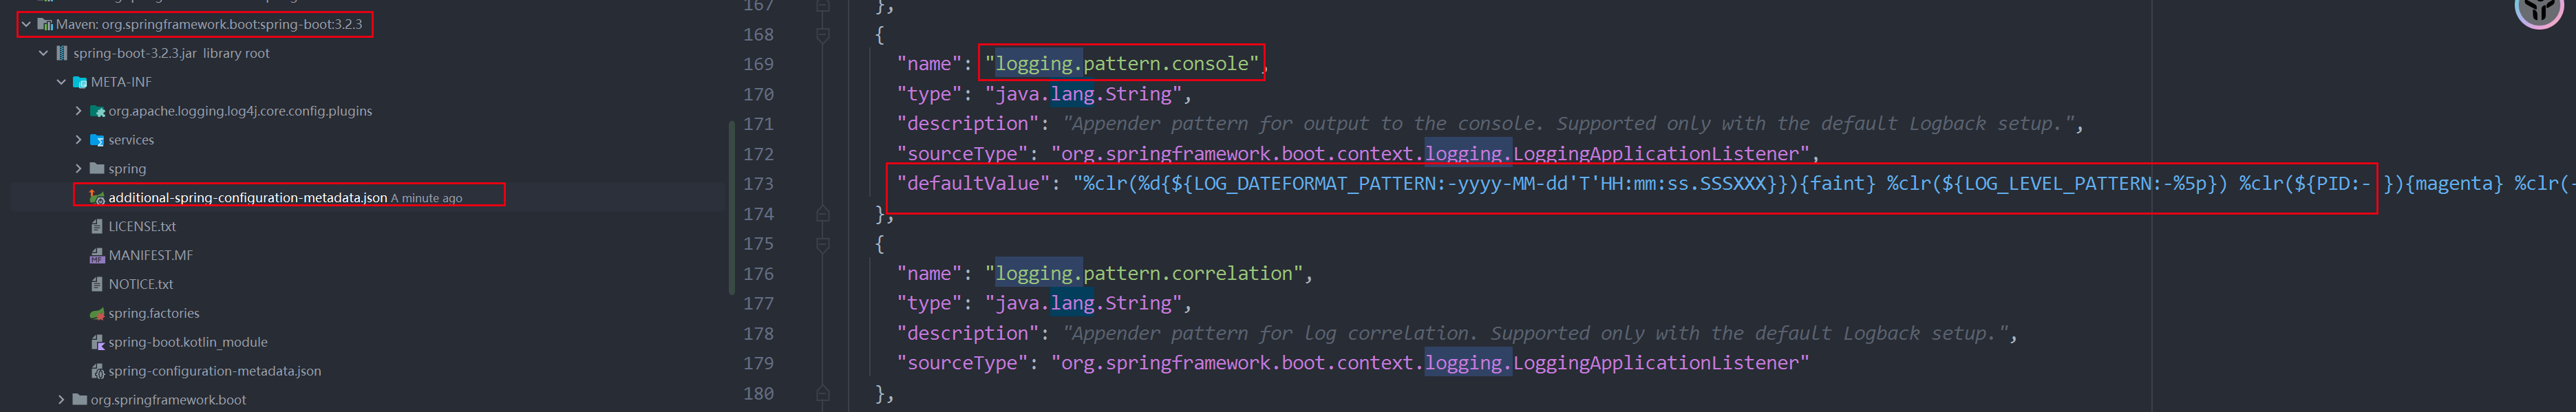 Maven: org.springframework.boot:spring-boot:3.2.3
spring-boot-3.2.3.jar library root
META-INF
org.apache.logging.log4j.core.config.plugins
services
spring
additional-spring-configuration-metadata.json A minute ago
LICENSE.txt
MANIFEST.MF
NOTICE.txt
spring.factories
spring-boot.kotlin_module
spring-configuration-metadata.json
org.springframework.boot
167 },
168 {
169 "name": "logging.pattern.console",
170 "type": "java.lang.String",
171 "description": "Appender pattern for output to the console. Supported only with the default Logback setup.",
172 "sourceType": "org.springframework.boot.context.logging.LoggingApplicationListener",
173 "defaultValue": "%clr(%d{${LOG_DATEFORMAT_PATTERN:-yyyy-MM-dd'T'HH:mm:ss.SSSXXX}}){faint} %clr(${LOG_LEVEL_PATTERN:-%5p}) %clr(${PID:- }){magenta} %clr(-
174 },
175 {
176 "name": "logging.pattern.correlation",
177 "type": "java.lang.String",
178 "description": "Appender pattern for log correlation. Supported only with the default Logback setup.",
179 "sourceType": "org.springframework.boot.context.logging.LoggingApplicationListener"
180 },